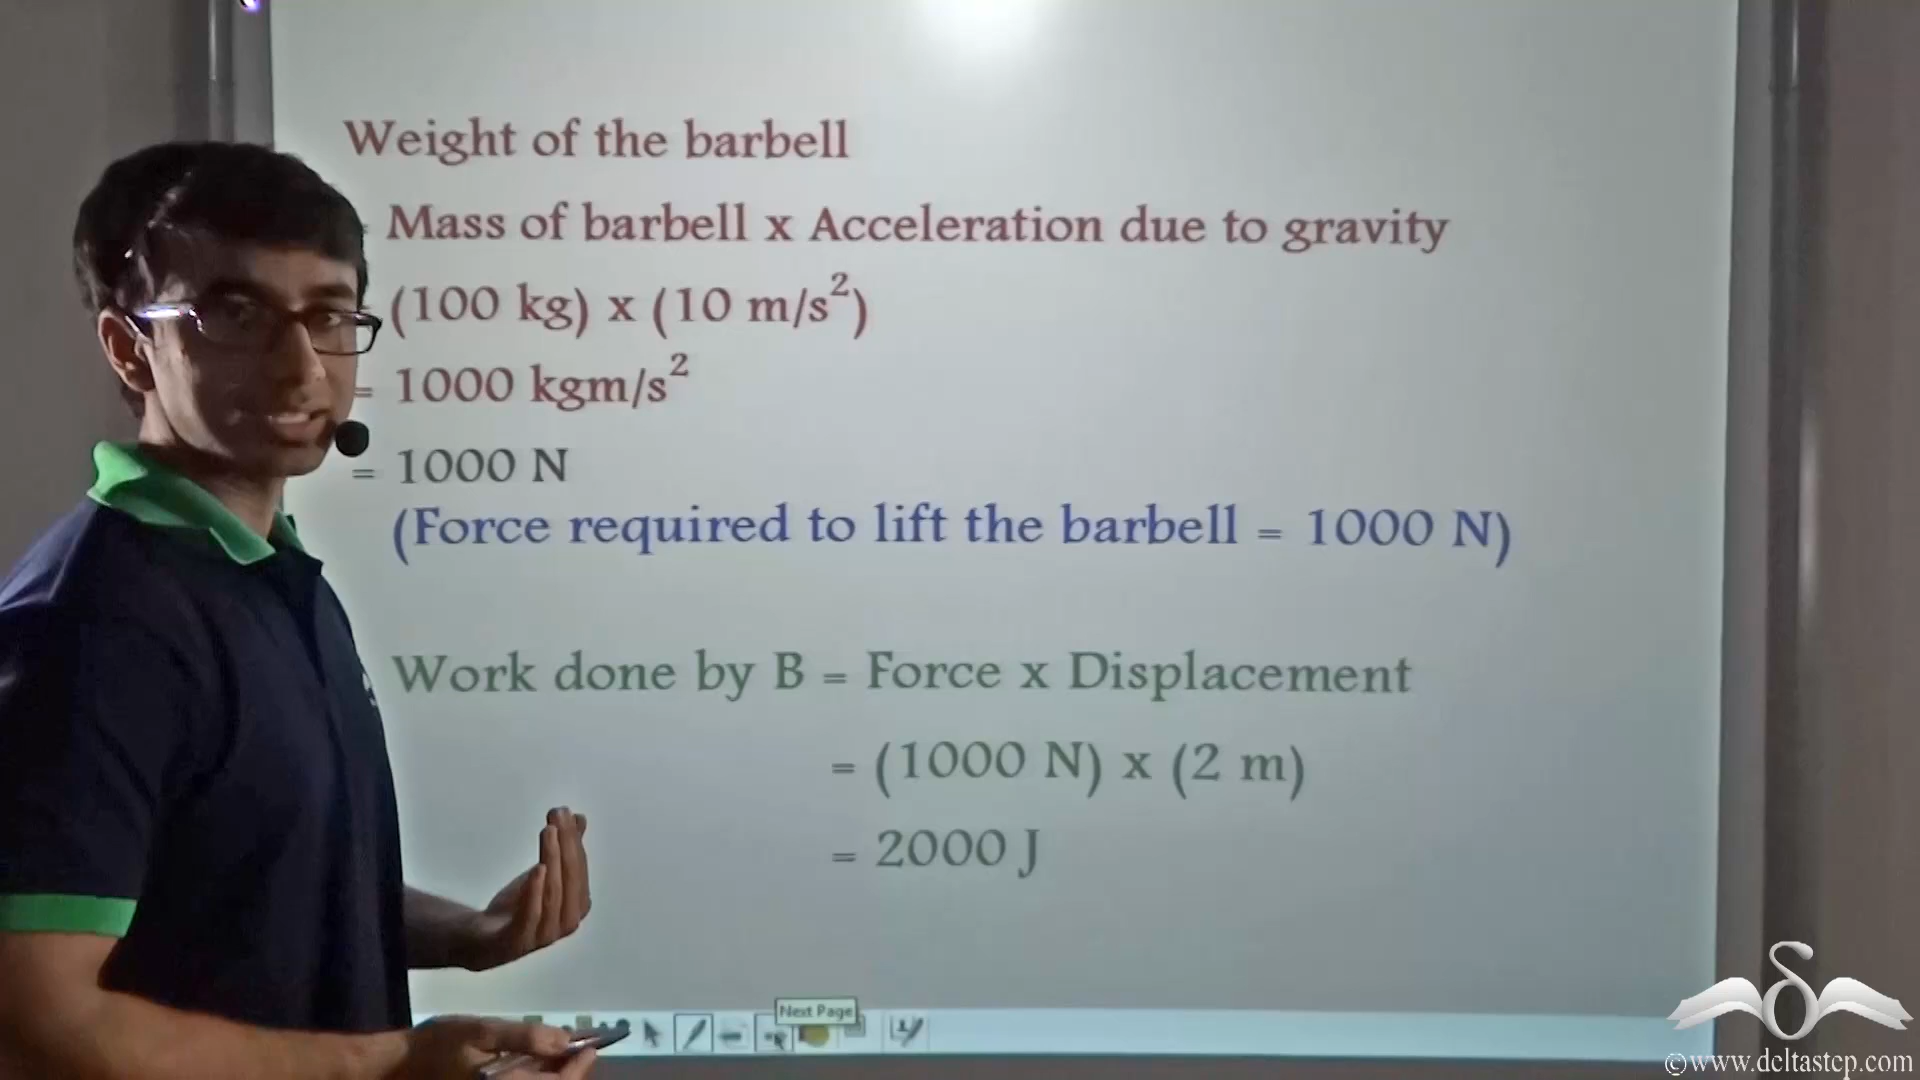 Weight of the barbell
= Mass of barbell x Acceleration due to gravity
= (100 kg) x (10 m/s²)
= 1000 kgm/s²
= 1000 N
(Force required to lift the barbell = 1000 N)
Work done by B = Force x Displacement
= (1000 N) x (2 m)
= 2000 J
Next Page
©www.deltastep.com